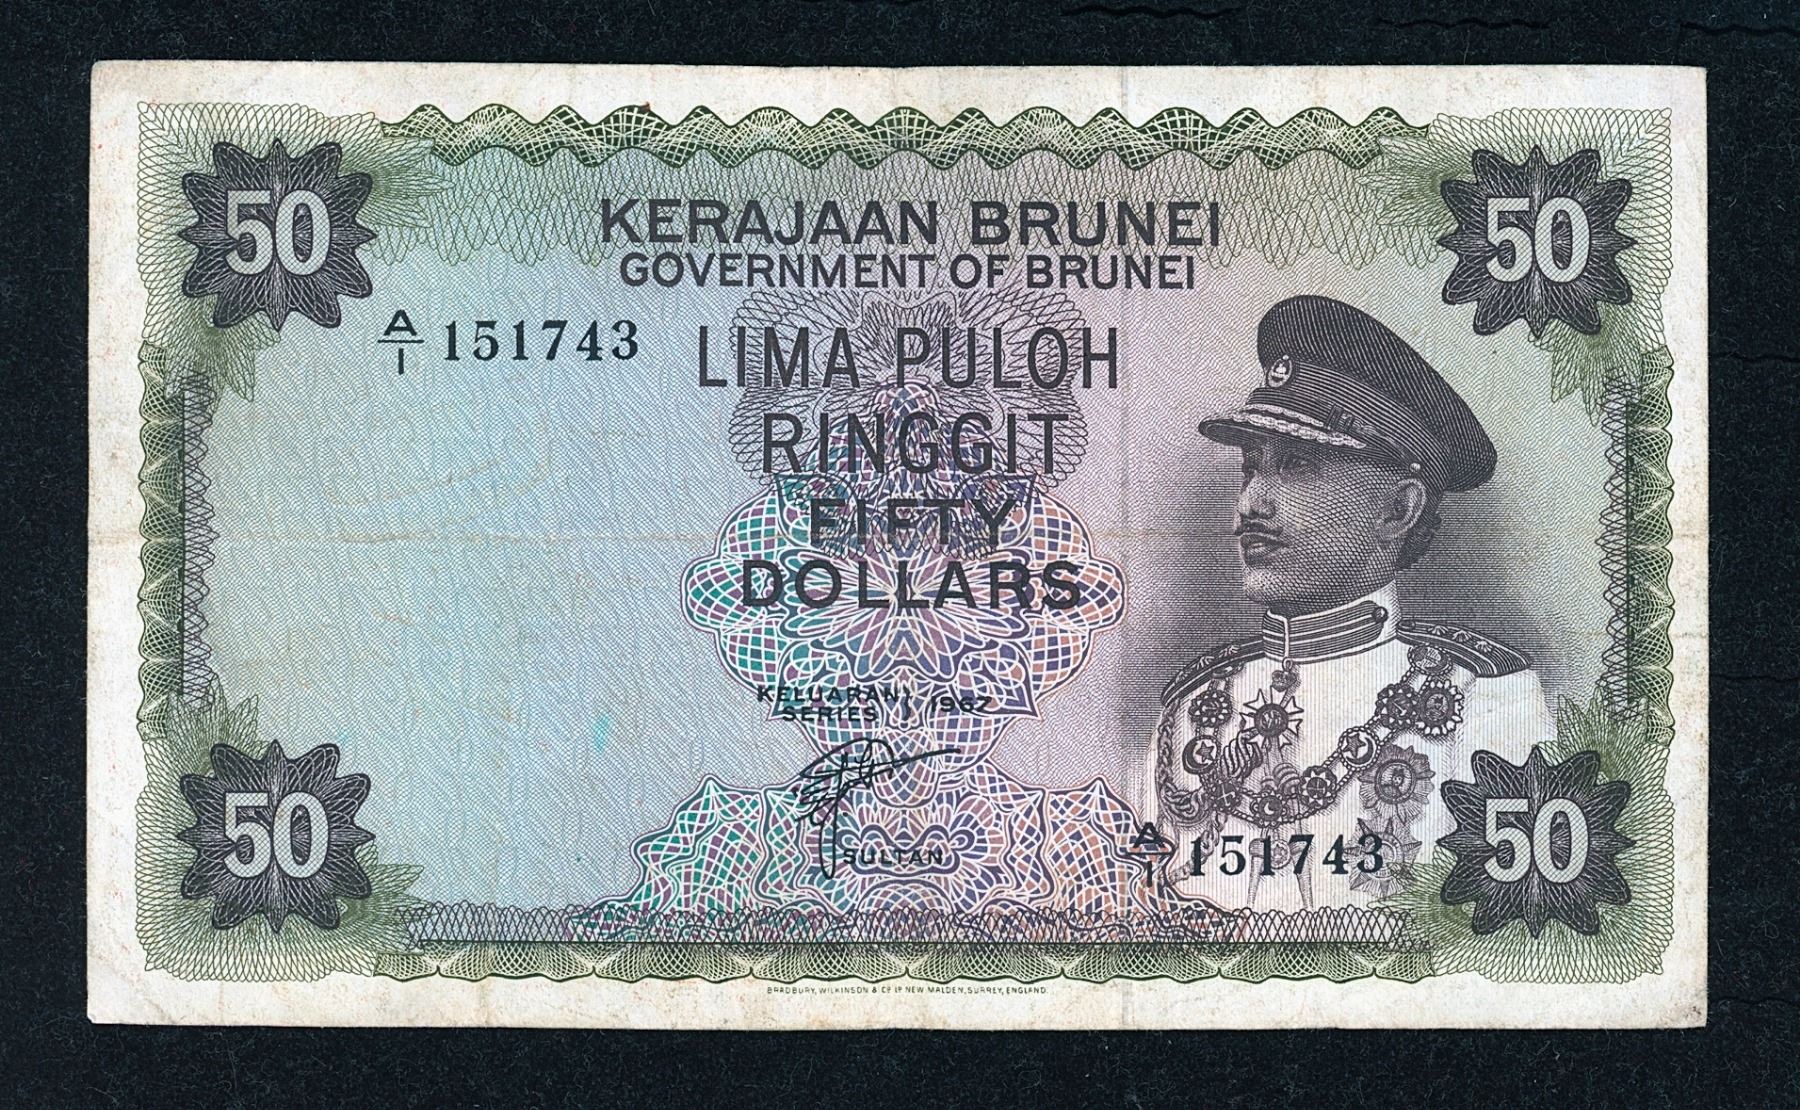 50
50
KERAJAAN BRUNEI
GOVERNMENT OF BRUNEI
A/1 151743
LIMA PULOH
RINGGIT
FIFTY
DOLLARS
KELUARAN
SERIES } 1967
SULTAN
A/1 151743
50
50
BRADBURY, WILKINSON & Cº Lº NEW MALDEN, SURREY, ENGLAND.